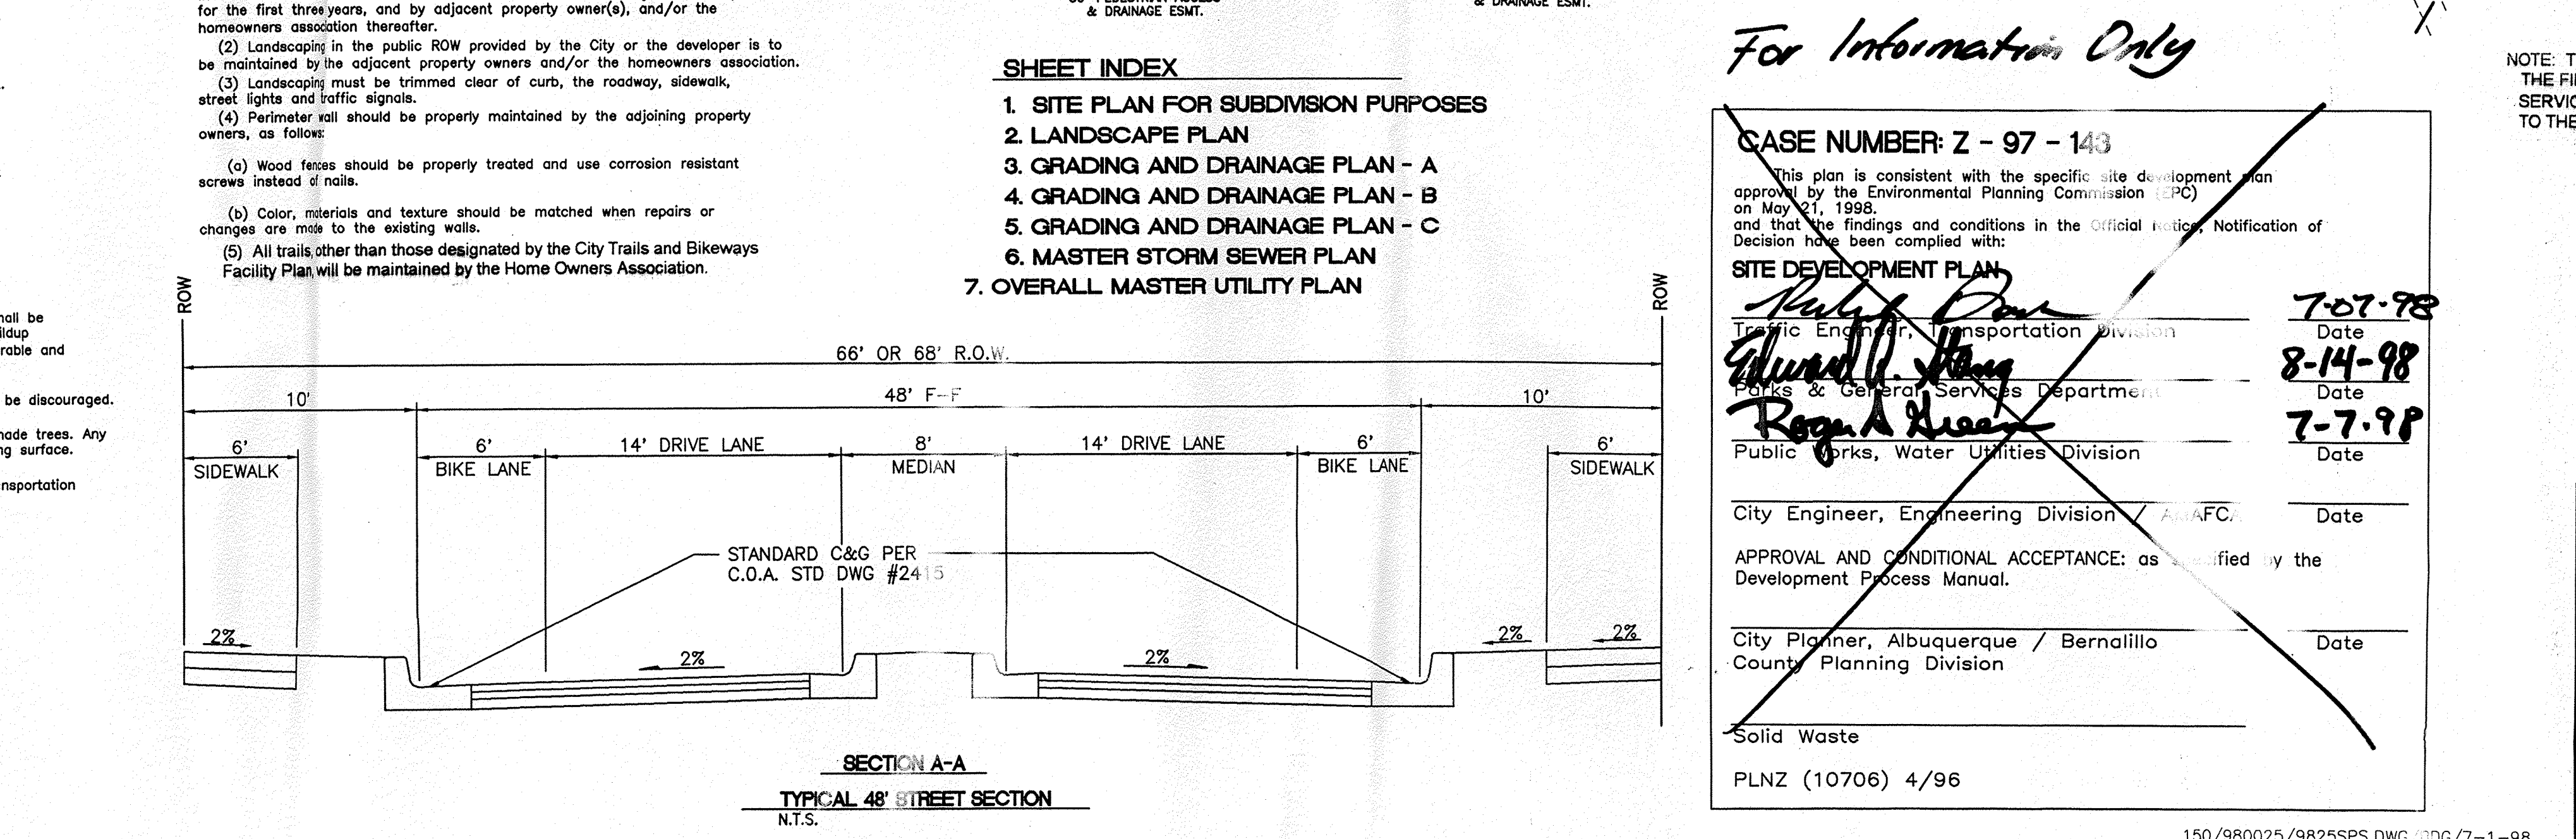 for the first three years, and by adjacent property owner(s), and/or the
homeowners association thereafter.
(2) Landscaping in the public ROW provided by the City or the developer is to
be maintained by the adjacent property owners and/or the homeowners association.
(3) Landscaping must be trimmed clear of curb, the roadway, sidewalk,
street lights and traffic signals.
(4) Perimeter wall should be properly maintained by the adjoining property
owners, as follows:
(a) Wood fences should be properly treated and use corrosion resistant
screws instead of nails.
(b) Color, materials and texture should be matched when repairs or
changes are made to the existing walls.
(5) All trails, other than those designated by the City Trails and Bikeways
Facility Plan, will be maintained by the Home Owners Association.
be discouraged.
trees. Any
surface.
& DRAINAGE ESMT.
& DRAINAGE ESMT.
SHEET INDEX
1. SITE PLAN FOR SUBDIVISION PURPOSES
2. LANDSCAPE PLAN
3. GRADING AND DRAINAGE PLAN - A
4. GRADING AND DRAINAGE PLAN - B
5. GRADING AND DRAINAGE PLAN - C
6. MASTER STORM SEWER PLAN
7. OVERALL MASTER UTILITY PLAN
ROW
ROW
66' OR 68' R.O.W.
10'
48' F-F
10'
6'
SIDEWALK
6'
BIKE LANE
14' DRIVE LANE
8'
MEDIAN
14' DRIVE LANE
6'
BIKE LANE
6'
SIDEWALK
STANDARD C&G PER
C.O.A. STD DWG #2415
2%
2%
2%
2%
2%
SECTION A-A
TYPICAL 48' STREET SECTION
N.T.S.
For Information Only
CASE NUMBER: Z - 97 - 143
This plan is consistent with the specific site development plan
approval by the Environmental Planning Commission (EPC)
on May 21, 1998.
and that the findings and conditions in the Official Notice, Notification of
Decision have been complied with:
SITE DEVELOPMENT PLAN
7-07-98
Traffic Engineer, Transportation Division
Date
Edward A. 
8-14-98
Parks & General Services Department
Date
Roger A Green
7-7-98
Public Works, Water Utilities Division
Date
City Engineer, Engineering Division / AMAFCA
Date
APPROVAL AND CONDITIONAL ACCEPTANCE: as specified by the
Development Process Manual.
City Planner, Albuquerque / Bernalillo
County Planning Division
Date
Solid Waste
PLNZ (10706) 4/96
NOTE:
TO THE